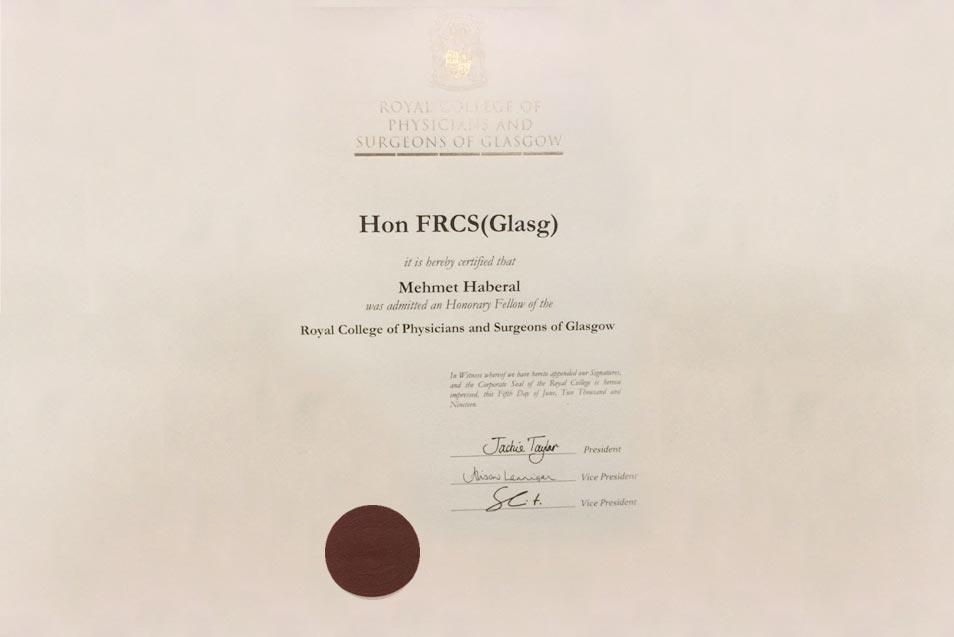 ROYAL COLLEGE OF
PHYSICIANS AND
SURGEONS OF GLASGOW
Hon FRCS(Glasg)
it is hereby certified that
Mehmet Haberal
was admitted an Honorary Fellow of the
Royal College of Physicians and Surgeons of Glasgow
In Witness whereof we have hereto appended our Signatures,
and the Corporate Seal of the Royal College is hereon
impressed, this Fifth Day of June, Two Thousand and
Nineteen.
Jackie Taylor President
Alison Lannigan Vice President
Vice President